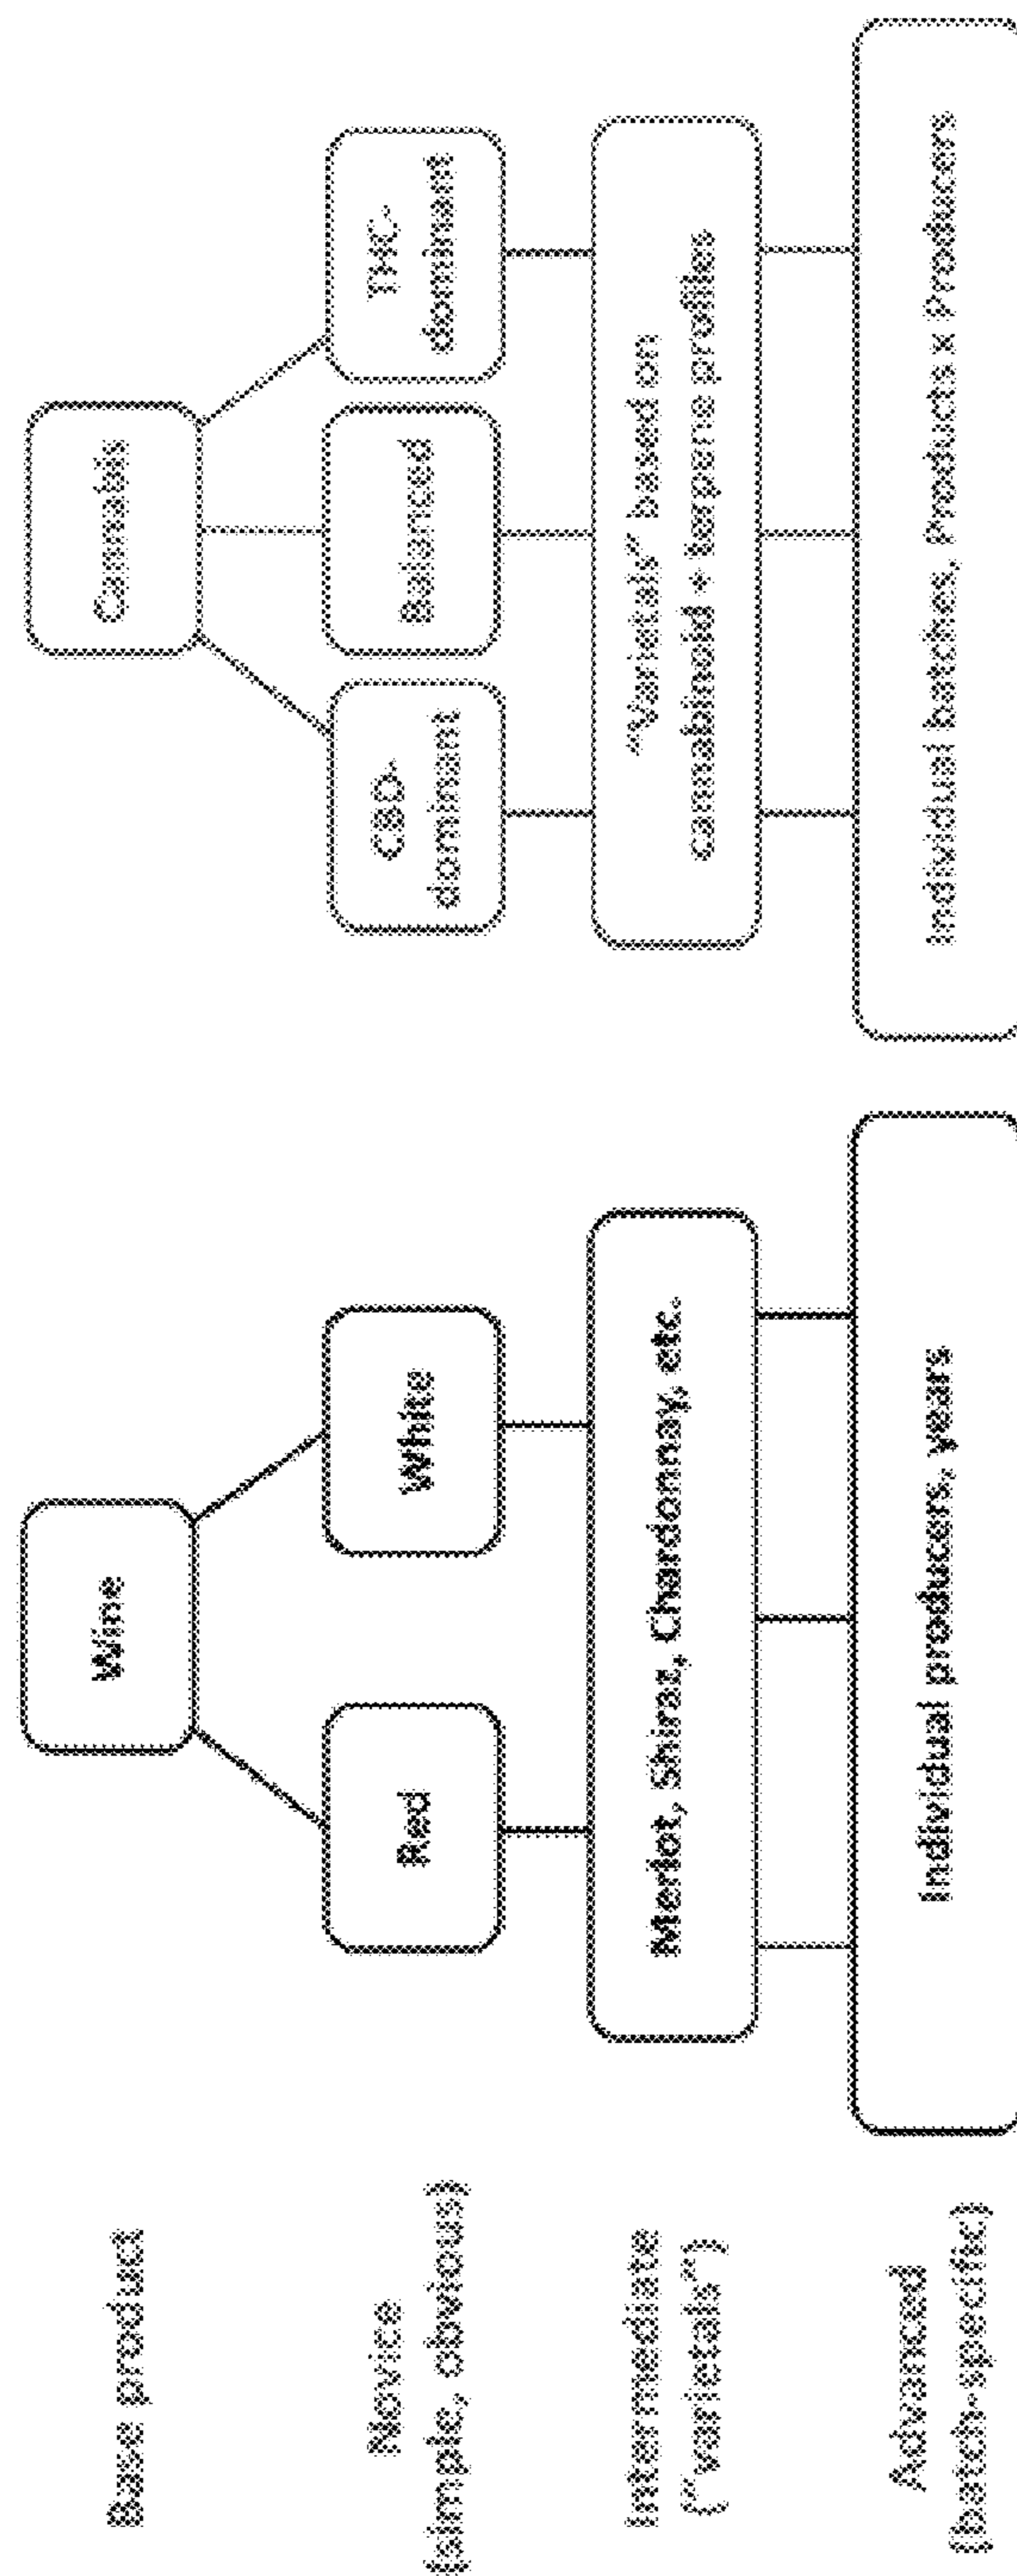 Base product
Wine
Cannabis
Novice
(simple, obvious)
Red
White
CBD-
dominant
Balanced
THC-
dominant
Intermediate
("varietals")
Merlot, Shiraz, Chardonnay, etc.
"Varietals" based on
cannabinoid + terpene profiles
Advanced
(batch-specific)
Individual producers, years
Individual batches, Products x Producers